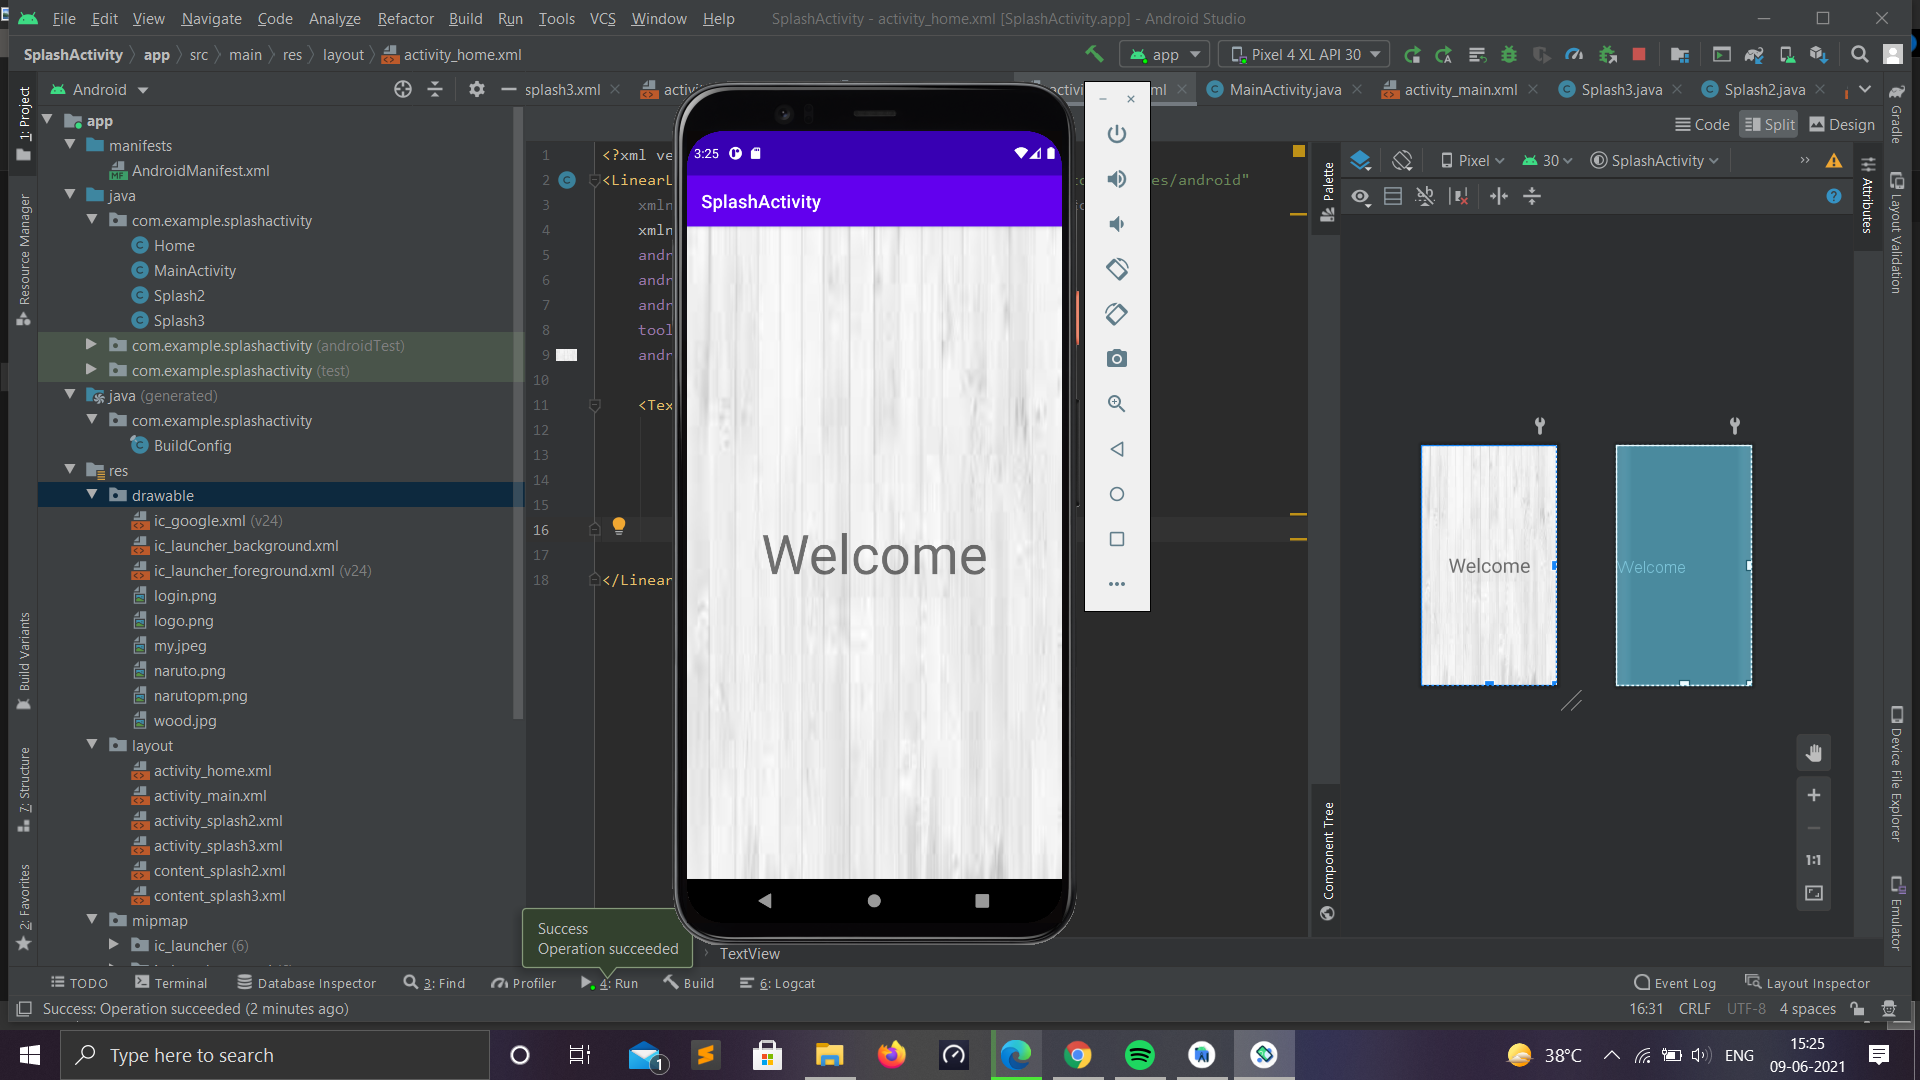 File Edit View Navigate Code Analyze Refactor Build Run Tools VCS Window Help SplashActivity - activity_home.xml [SplashActivity.app] - Android Studio
SplashActivity app src main res layout activity_home.xml app Pixel 4 XL API 30
Android splash3.xml MainActivity.java activity_main.xml Splash3.java Splash2.java
Code Split Design
1: Project
Resource Manager
Build Variants
7: Structure
2: Favorites
app
manifests
AndroidManifest.xml
java
com.example.splashactivity
Home
MainActivity
Splash2
Splash3
com.example.splashactivity (androidTest)
com.example.splashactivity (test)
java (generated)
com.example.splashactivity
BuildConfig
res
drawable
ic_google.xml (v24)
ic_launcher_background.xml
ic_launcher_foreground.xml (v24)
login.png
logo.png
my.jpeg
naruto.png
narutopm.png
wood.jpg
layout
activity_home.xml
activity_main.xml
activity_splash2.xml
activity_splash3.xml
content_splash2.xml
content_splash3.xml
mipmap
ic_launcher (6)
1 <?xml ve
2 <LinearL es/android"
3 xmln
4 xmln
5 andr
6 andr
7 andr
8 tool
9 andr
10
11 <Tex
12
13
14
15
16
17
18 </Linear
3:25
SplashActivity
Welcome
Palette
Component Tree
Pixel 30 SplashActivity
Welcome
Welcome
1:1
Attributes
Gradle
Layout Validation
Device File Explorer
Emulator
Success
Operation succeeded
TextView
TODO Terminal Database Inspector 3: Find Profiler 4: Run Build 6: Logcat Event Log Layout Inspector
Success: Operation succeeded (2 minutes ago) 16:31 CRLF UTF-8 4 spaces
Type here to search 1 38°C ENG 15:25
09-06-2021